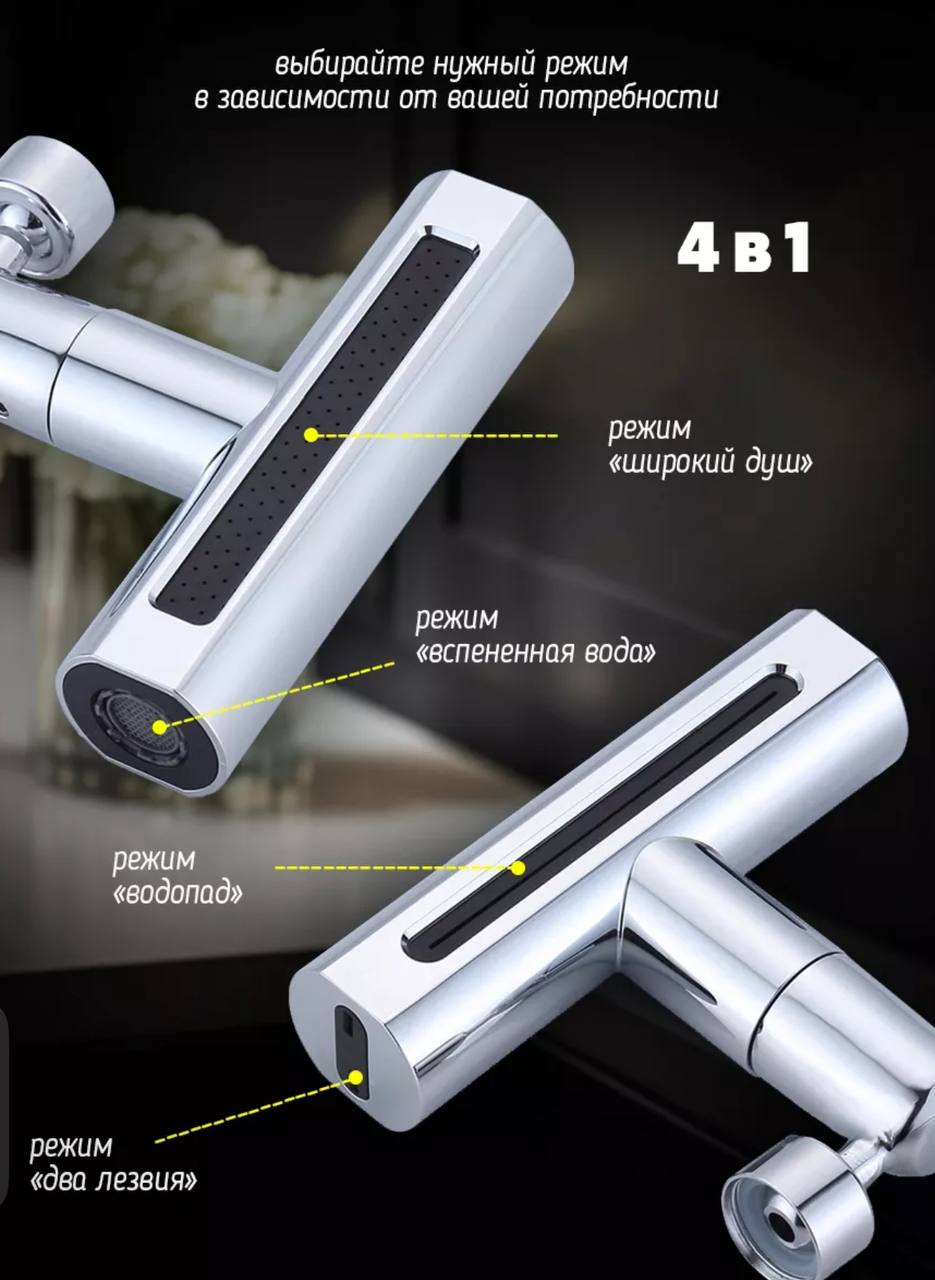 выбирайте нужный режим
в зависимости от вашей потребности
4 в 1
режим
«широкий душ»
режим
«вспененная вода»
режим
«водопад»
режим
«два лезвия»